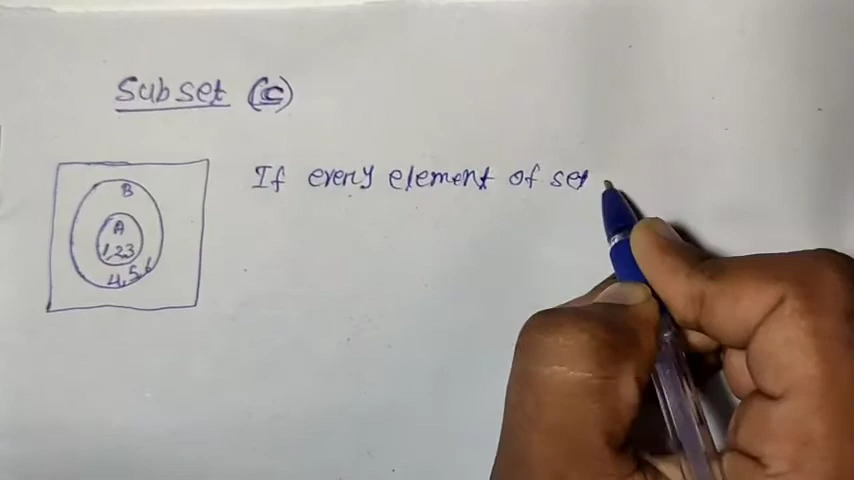 Subset (⊂)
If every element of set
B
A
1,2,3
4,5,6